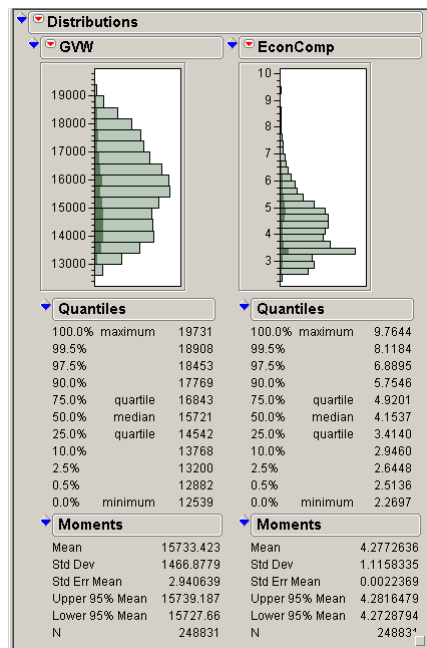 Distributions
GVW
19000
18000
17000
16000
15000
14000
13000
Quantiles
100.0% maximum 19731
99.5% 18908
97.5% 18453
90.0% 17769
75.0% quartile 16843
50.0% median 15721
25.0% quartile 14542
10.0% 13768
2.5% 13200
0.5% 12882
0.0% minimum 12539
Moments
Mean 15733.423
Std Dev 1466.8779
Std Err Mean 2.940639
Upper 95% Mean 15739.187
Lower 95% Mean 15727.66
N 248831
EconComp
10
9
8
7
6
5
4
3
Quantiles
100.0% maximum 9.7644
99.5% 8.1184
97.5% 6.8895
90.0% 5.7546
75.0% quartile 4.9201
50.0% median 4.1537
25.0% quartile 3.4140
10.0% 2.9460
2.5% 2.6448
0.5% 2.5136
0.0% minimum 2.2697
Moments
Mean 4.2772636
Std Dev 1.1158335
Std Err Mean 0.0022369
Upper 95% Mean 4.2816479
Lower 95% Mean 4.2728794
N 248831